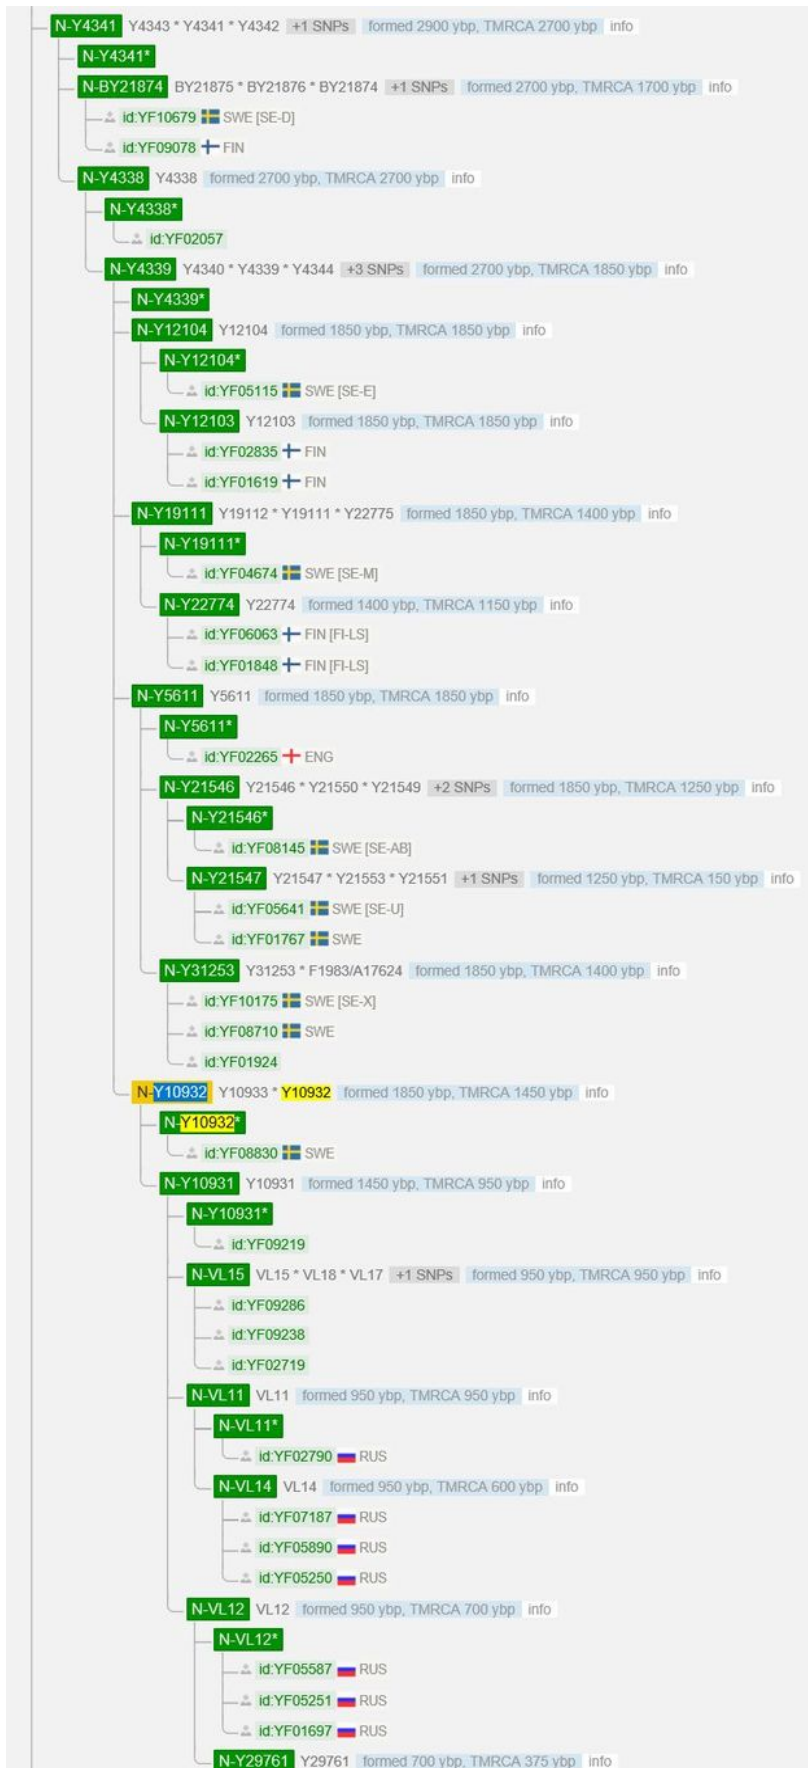 N-Y4341 Y4343 * Y4341 * Y4342 +1 SNPs formed 2900 ybp, TMRCA 2700 ybp info
N-Y4341*
N-BY21874 BY21875 * BY21876 * BY21874 +1 SNPs formed 2700 ybp, TMRCA 1700 ybp info
id:YF10679 SWE [SE-D]
id:YF09078 FIN
N-Y4338 Y4338 formed 2700 ybp, TMRCA 2700 ybp info
N-Y4338*
id:YF02057
N-Y4339 Y4340 * Y4339 * Y4344 +3 SNPs formed 2700 ybp, TMRCA 1850 ybp info
N-Y4339*
N-Y12104 Y12104 formed 1850 ybp, TMRCA 1850 ybp info
N-Y12104*
id:YF05115 SWE [SE-E]
N-Y12103 Y12103 formed 1850 ybp, TMRCA 1850 ybp info
id:YF02835 FIN
id:YF01619 FIN
N-Y19111 Y19112 * Y19111 * Y22775 formed 1850 ybp, TMRCA 1400 ybp info
N-Y19111*
id:YF04674 SWE [SE-M]
N-Y22774 Y22774 formed 1400 ybp, TMRCA 1150 ybp info
id:YF06063 FIN [FI-LS]
id:YF01848 FIN [FI-LS]
N-Y5611 Y5611 formed 1850 ybp, TMRCA 1850 ybp info
N-Y5611*
id:YF02265 ENG
N-Y21546 Y21546 * Y21550 * Y21549 +2 SNPs formed 1850 ybp, TMRCA 1250 ybp info
N-Y21546*
id:YF08145 SWE [SE-AB]
N-Y21547 Y21547 * Y21553 * Y21551 +1 SNPs formed 1250 ybp, TMRCA 150 ybp info
id:YF05641 SWE [SE-U]
id:YF01767 SWE
N-Y31253 Y31253 * F1983/A17624 formed 1850 ybp, TMRCA 1400 ybp info
id:YF10175 SWE [SE-X]
id:YF08710 SWE
id:YF01924
N-Y10932 Y10933 * Y10932 formed 1850 ybp, TMRCA 1450 ybp info
N-Y10932*
id:YF08830 SWE
N-Y10931 Y10931 formed 1450 ybp, TMRCA 950 ybp info
N-Y10931*
id:YF09219
N-VL15 VL15 * VL18 * VL17 +1 SNPs formed 950 ybp, TMRCA 950 ybp info
id:YF09286
id:YF09238
id:YF02719
N-VL11 VL11 formed 950 ybp, TMRCA 950 ybp info
N-VL11*
id:YF02790 RUS
N-VL14 VL14 formed 950 ybp, TMRCA 600 ybp info
id:YF07187 RUS
id:YF05890 RUS
id:YF05250 RUS
N-VL12 VL12 formed 950 ybp, TMRCA 700 ybp info
N-VL12*
id:YF05587 RUS
id:YF05251 RUS
id:YF01697 RUS
N-Y29761 Y29761 formed 700 ybp, TMRCA 375 ybp info